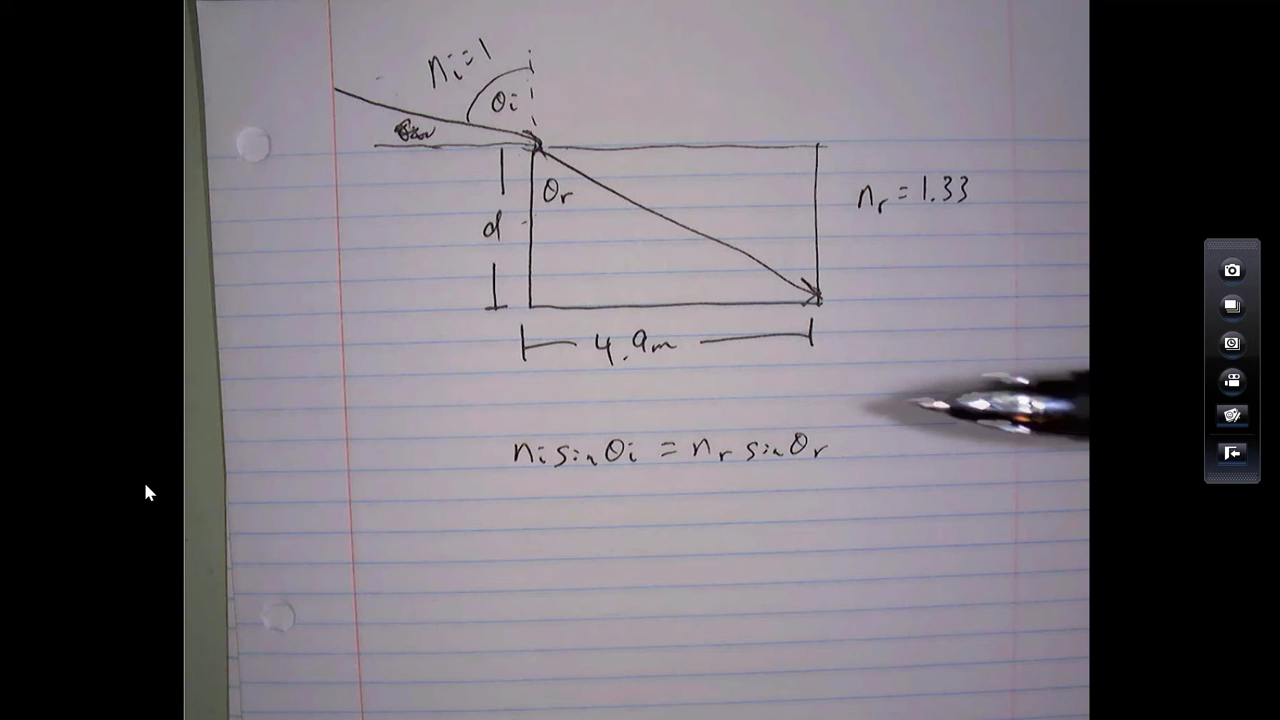 nᵢ=1
θᵢ
θᵣ
nᵣ = 1.33
d
4.9m
nᵢ sin θᵢ = nᵣ sin θᵣ